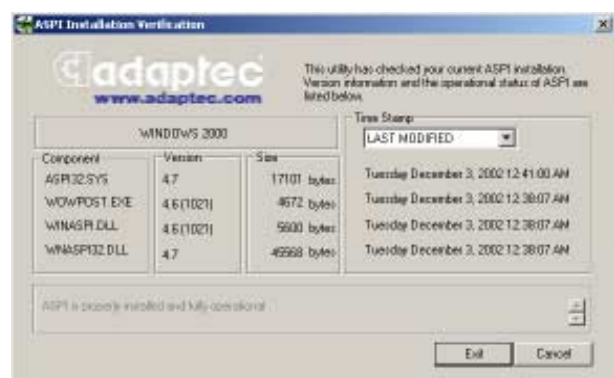 ASPI Installation Verification
adaptec
www.adaptec.com
This utility has checked your current ASPI installation.
Version information and the operational status of ASPI are
listed below.
WINDOWS 2000
Time Stamp
LAST MODIFIED
Component Version Size
ASPI32.SYS 4.7 17101 bytes Tuesday December 3, 2002 12:41:00 AM
WOWPOST.EXE 4.6 (1021) 4672 bytes Tuesday December 3, 2002 12:38:07 AM
WINASPI.DLL 4.6 (1021) 5600 bytes Tuesday December 3, 2002 12:38:07 AM
WNASPI32.DLL 4.7 45568 bytes Tuesday December 3, 2002 12:38:07 AM
ASPI is properly installed and fully operational
Exit Cancel